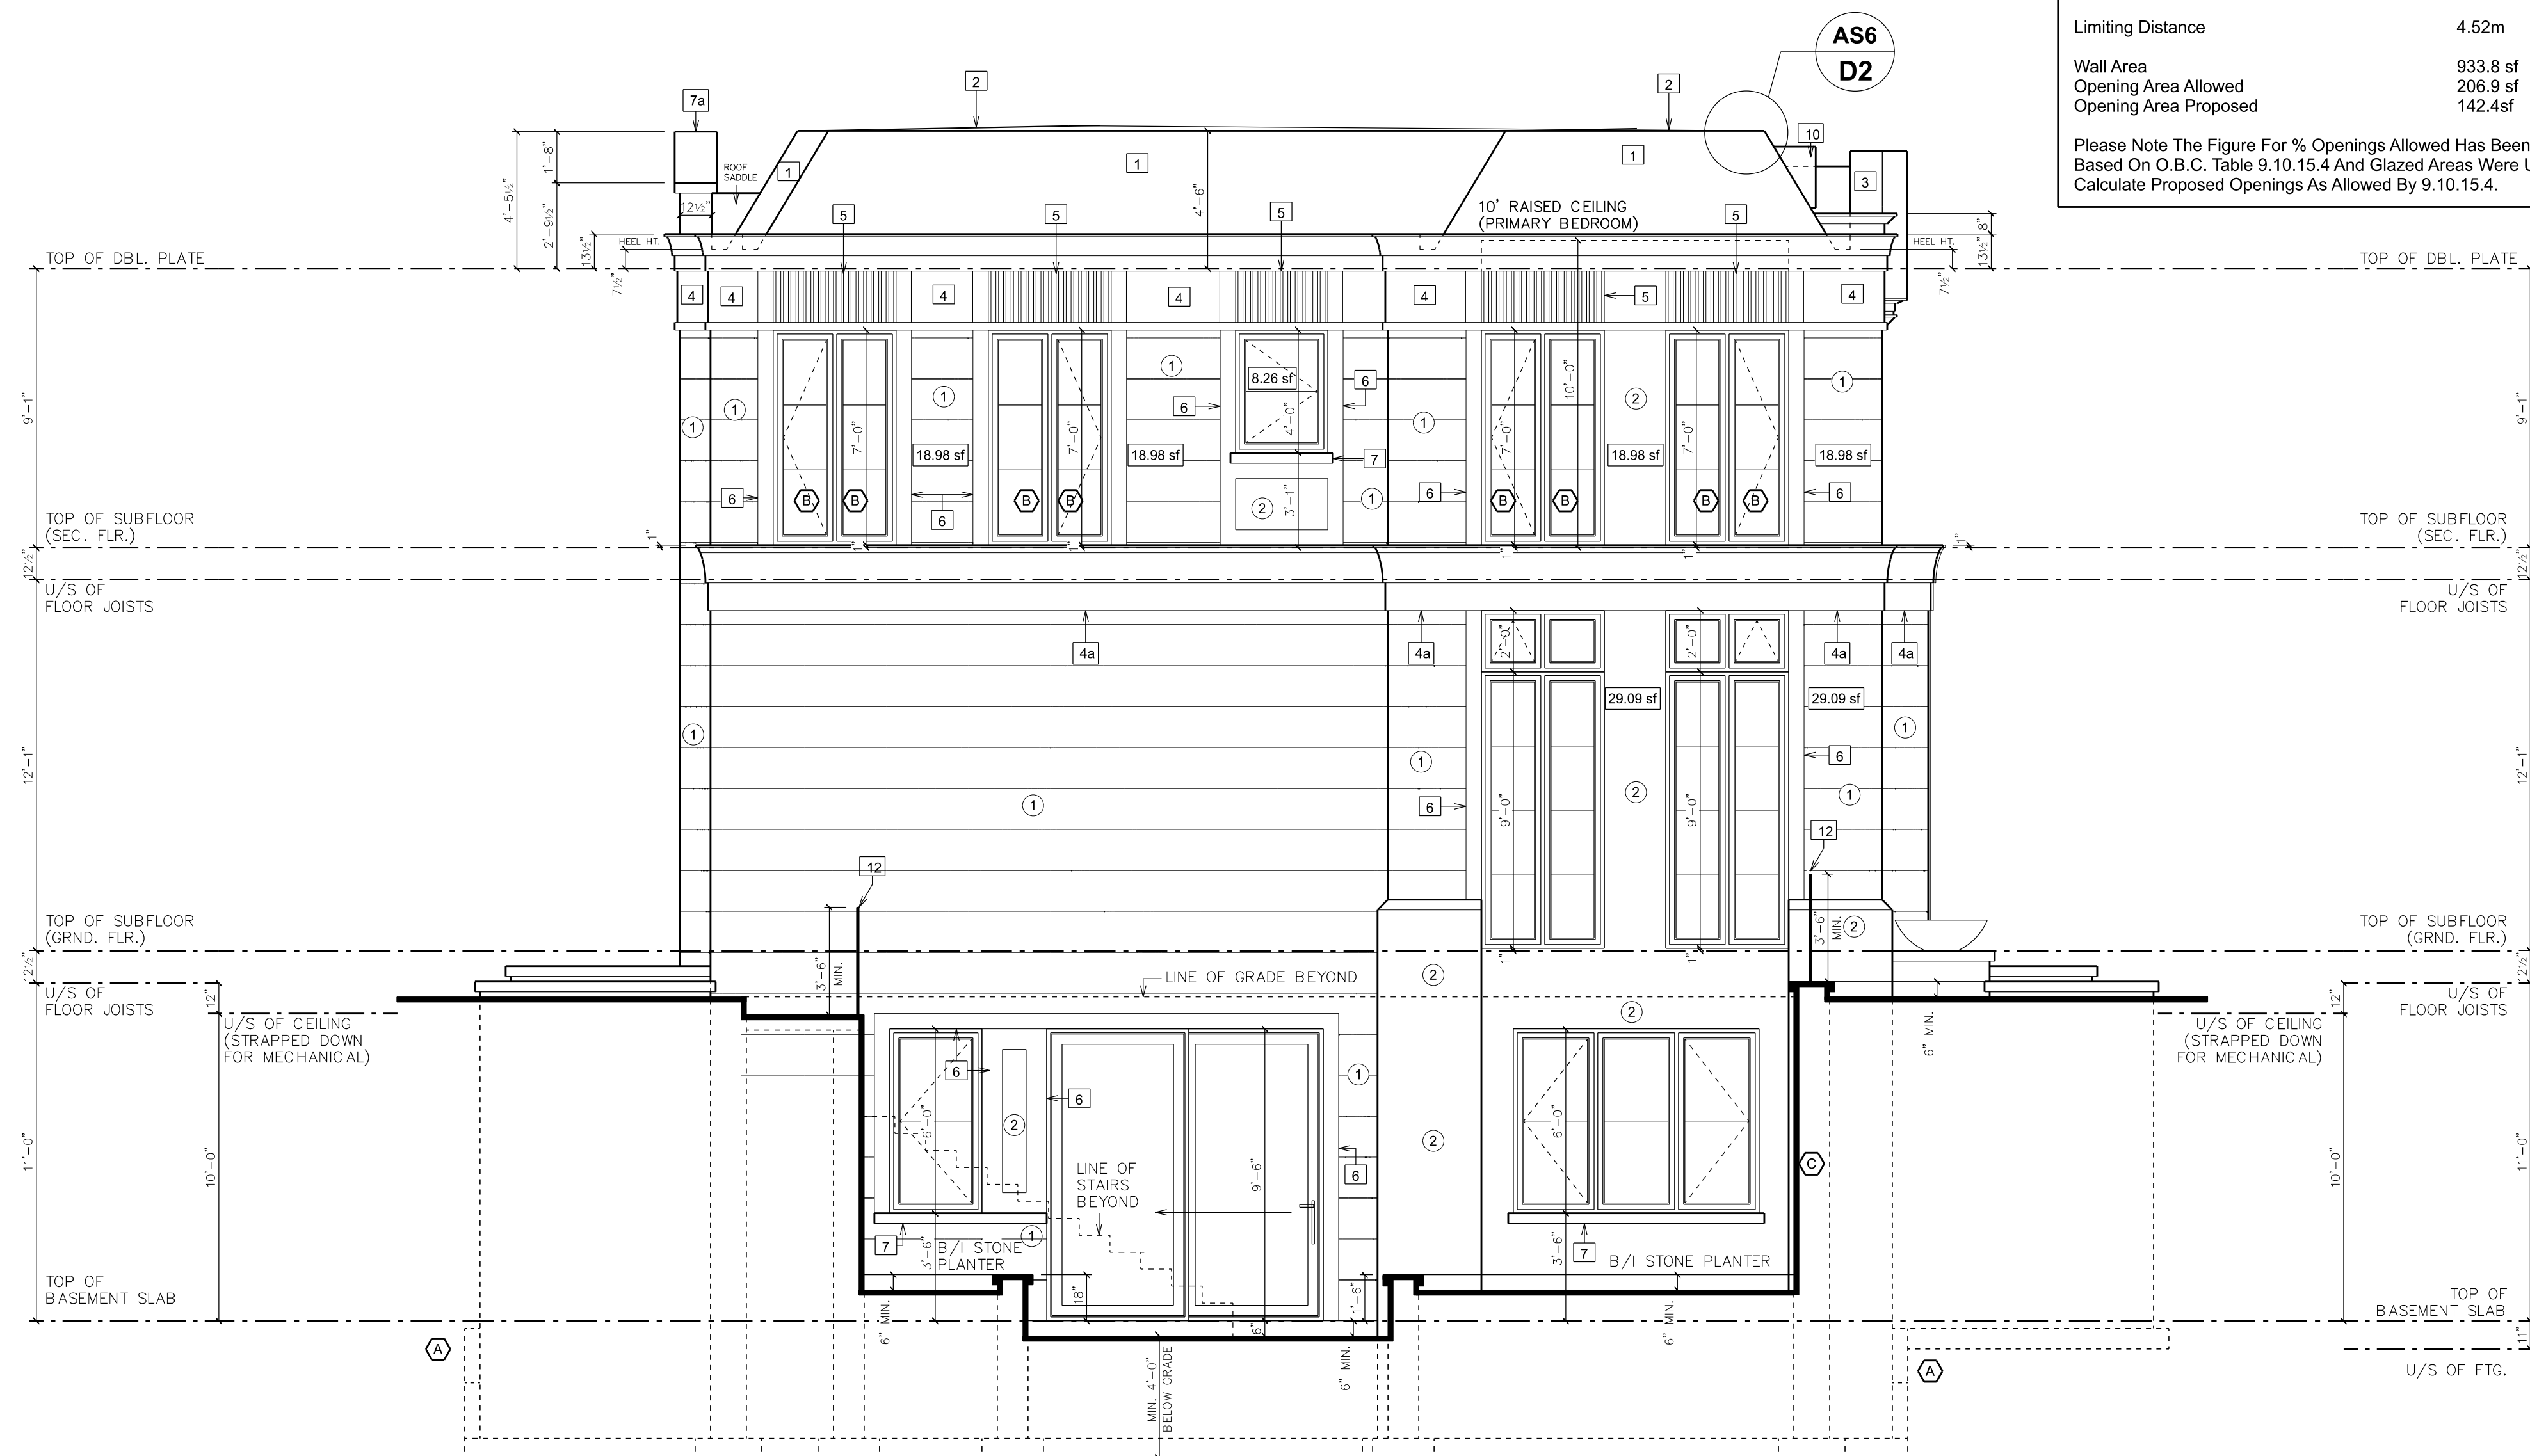 Limiting Distance 4.52m
Wall Area 933.8 sf
Opening Area Allowed 206.9 sf
Opening Area Proposed 142.4sf
Please Note The Figure For % Openings Allowed Has Been
Based On O.B.C. Table 9.10.15.4 And Glazed Areas Were U
Calculate Proposed Openings As Allowed By 9.10.15.4.
AS6
D2
2
2
7a
10
1
1
1
3
ROOF
SADDLE
4'-5½"
1'-8"
2'-9½"
12½"
4'-6"
10' RAISED CEILING
(PRIMARY BEDROOM)
5
5
5
5
13½"
HEEL HT.
7½"
8"
13½"
HEEL HT.
7½"
TOP OF DBL. PLATE
TOP OF DBL. PLATE
4
4
4
4
4
5
4
9'-1"
9'-1"
8.26 sf
4'-0"
10'-0"
1
1
1
1
6
6
1
2
1
7'-0"
7'-0"
7'-0"
7'-0"
18.98 sf
18.98 sf
18.98 sf
18.98 sf
7
6
6
6
6
B
B
B
B
B
B
B
B
2
3'-1"
1
TOP OF SUBFLOOR
(SEC. FLR.)
TOP OF SUBFLOOR
(SEC. FLR.)
1"
1"
1"
1"
1"
1"
12½"
12½"
U/S OF
FLOOR JOISTS
U/S OF
FLOOR JOISTS
4a
4a
4a
4a
2'-0"
2'-0"
29.09 sf
29.09 sf
1
1
1
6
12'-1"
12'-1"
1
6
9'-0"
9'-0"
2
1
12
12
3'-6"
MIN.
3'-6"
MIN.
2
TOP OF SUBFLOOR
(GRND. FLR.)
TOP OF SUBFLOOR
(GRND. FLR.)
1"
1"
12½"
12½"
LINE OF GRADE BEYOND
2
2
U/S OF
FLOOR JOISTS
U/S OF
FLOOR JOISTS
12"
12"
U/S OF CEILING
(STRAPPED DOWN
FOR MECHANICAL)
U/S OF CEILING
(STRAPPED DOWN
FOR MECHANICAL)
6" MIN.
6
6
1
2
2
6
11'-0"
10'-0"
6'-0"
9'-6"
6'-0"
C
10'-0"
11'-0"
LINE OF
STAIRS
BEYOND
7
3'-6"
1
B/I STONE
PLANTER
7
3'-6"
B/I STONE PLANTER
TOP OF
BASEMENT SLAB
TOP OF
BASEMENT SLAB
6" MIN.
18"
6"
1'-6"
6" MIN.
6" MIN.
11"
A
A
MIN. 4'-0"
BELOW GRADE
U/S OF FTG.